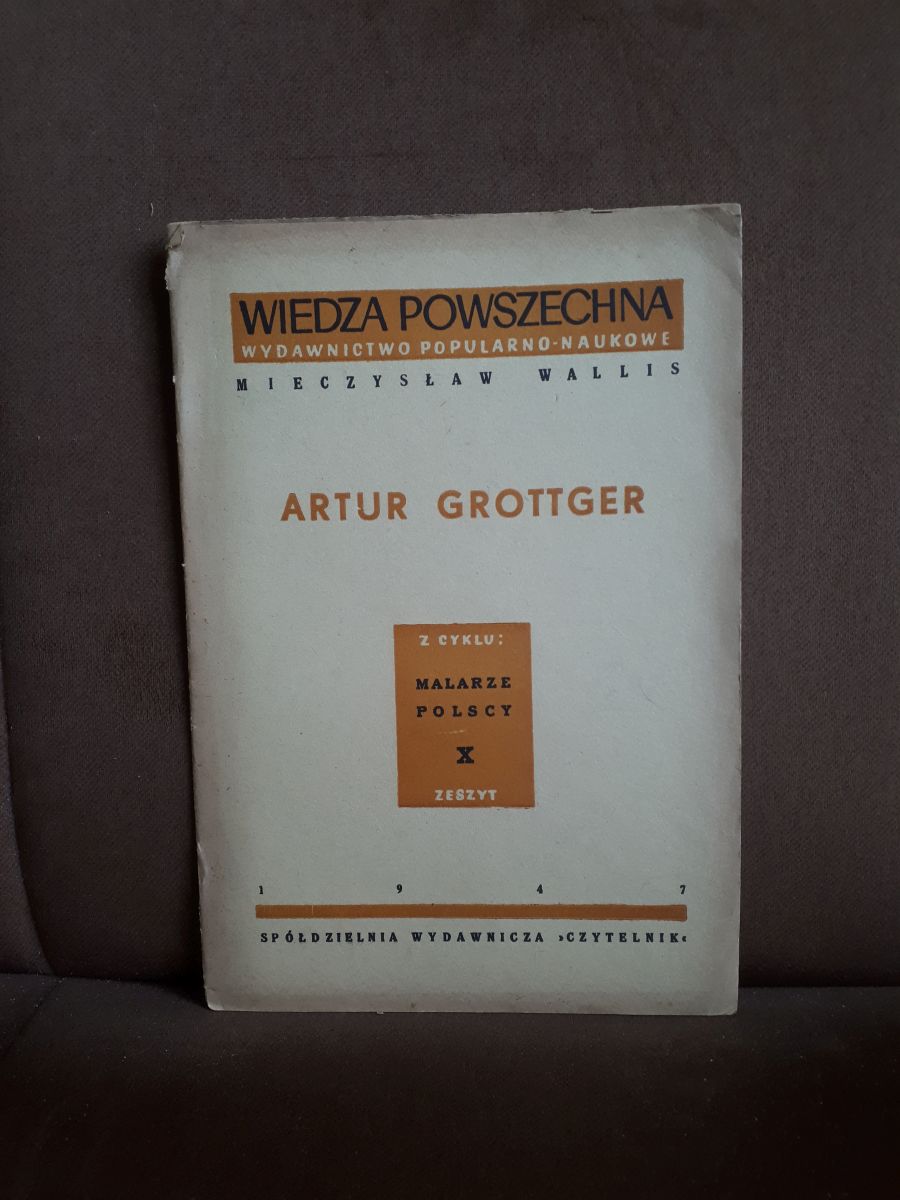 WIEDZA POWSZECHNA
WYDAWNICTWO POPULARNO-NAUKOWE
MIECZYSŁAW WALLIS
ARTUR GROTTGER
Z CYKLU:
MALARZE
POLSCY
X
ZESZYT
1947
SPÓŁDZIELNIA WYDAWNICZA »CZYTELNIK«